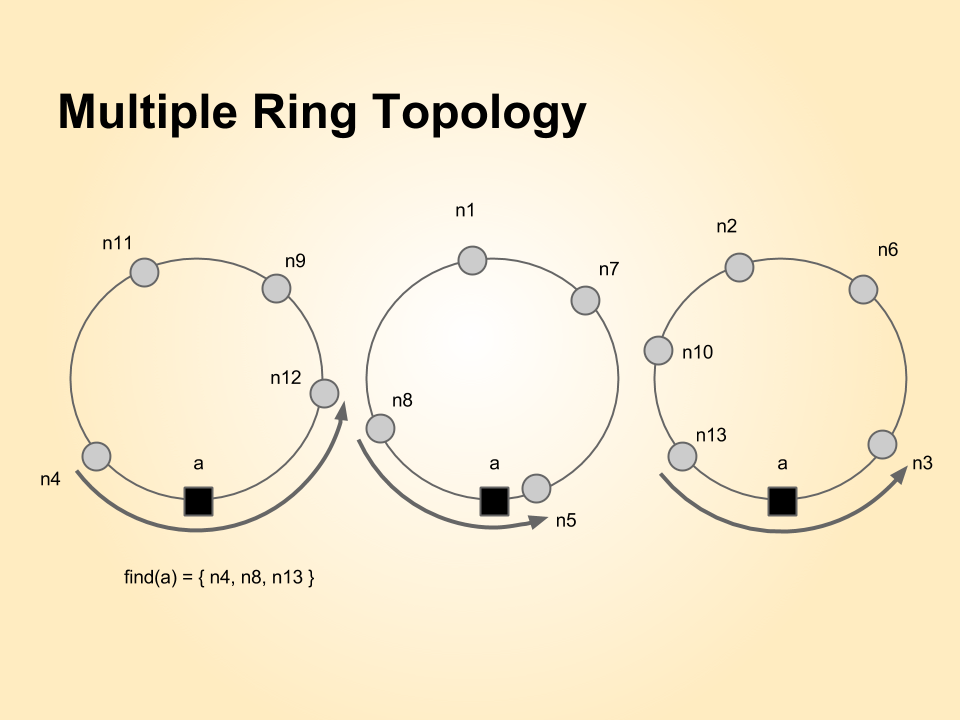 Multiple Ring Topology
n11
n9
n12
n4
a
n1
n7
n8
a
n5
n2
n6
n10
n13
a
n3
find(a) = { n4, n8, n13 }